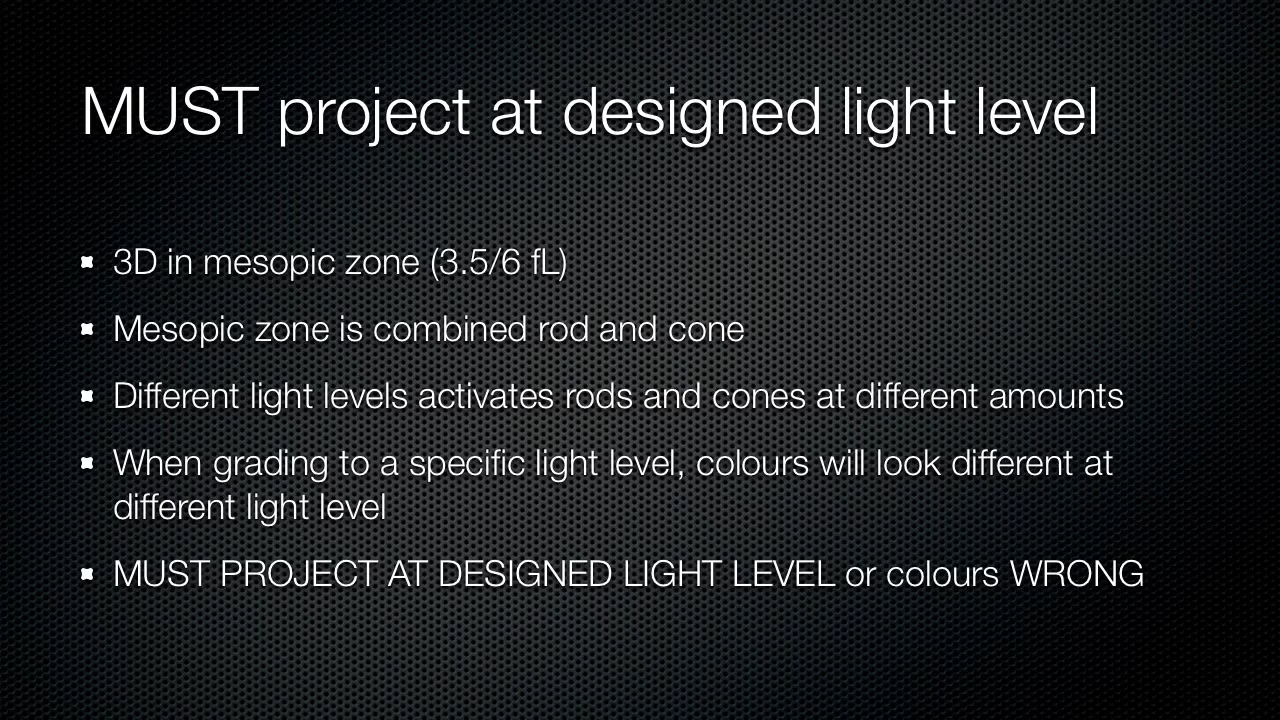 MUST project at designed light level
3D in mesopic zone (3.5/6 fL)
Mesopic zone is combined rod and cone
Different light levels activates rods and cones at different amounts
When grading to a specific light level, colours will look different at
different light level
MUST PROJECT AT DESIGNED LIGHT LEVEL or colours WRONG